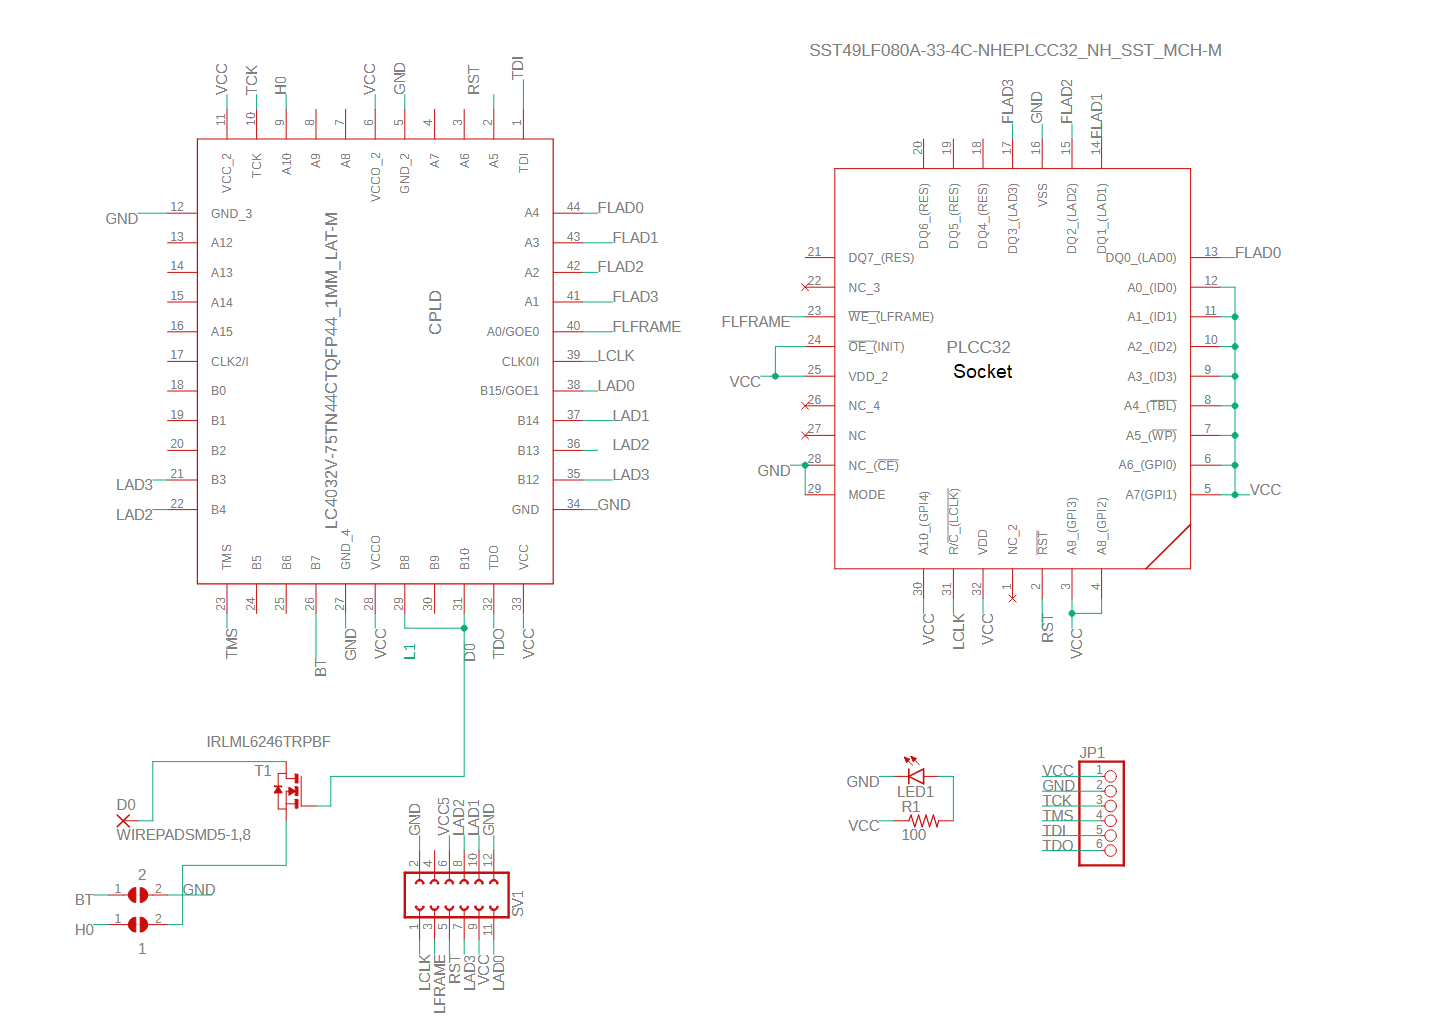 SST49LF080A-33-4C-NHEPLCC32_NH_SST_MCH-M
VCC
TCK
H0
VCC
GND
RST
TDI
11
10
9
8
7
6
5
4
3
2
1
VCC_2
TCK
A10
A9
A8
VCCO_2
GND_2
A7
A6
A5
TDI
GND 12 GND_3
13 A12
14 A13
15 A14
16 A15
17 CLK2/I
18 B0
19 B1
20 B2
LAD3 21 B3
LAD2 22 B4
LC4032V-75TN44CTQFP44_1MM_LAT-M
CPLD
A4 44 FLAD0
A3 43 FLAD1
A2 42 FLAD2
A1 41 FLAD3
A0/GOE0 40 FLFRAME
CLK0/I 39 LCLK
B15/GOE1 38 LAD0
B14 37 LAD1
B13 36 LAD2
B12 35 LAD3
GND 34 GND
TMS
B5
B6
B7
GND_4
VCCO
B8
B9
B10
TDO
VCC
23
24
25
26
27
28
29
30
31
32
33
TMS
BT
GND
VCC
L1
D0
TDO
VCC
FLAD3
GND
FLAD2
FLAD1
20
19
18
17
16
15
14
DQ6_(RES)
DQ5_(RES)
DQ4_(RES)
DQ3_(LAD3)
VSS
DQ2_(LAD2)
DQ1_(LAD1)
21 DQ7_(RES)
22 NC_3
FLFRAME 23 WE_(LFRAME)
24 OE_(INIT)
VCC 25 VDD_2
26 NC_4
27 NC
GND 28 NC_(CE)
29 MODE
PLCC32
Socket
DQ0_(LAD0) 13 FLAD0
A0_(ID0) 12
A1_(ID1) 11
A2_(ID2) 10
A3_(ID3) 9
A4_(TBL) 8
A5_(WP) 7
A6_(GPI0) 6
A7(GPI1) 5 VCC
A10_(GPI4)
R/C_(LCLK)
VDD
NC_2
RST
A9_(GPI3)
A8_(GPI2)
30
31
32
1
2
3
4
VCC
LCLK
VCC
RST
VCC
IRLML6246TRPBF
T1
D0
WIREPADSMD5-1,8
2
BT 1 2 GND
H0 1 2
1
GND
VCC5
LAD2
LAD1
GND
2
4
6
8
10
12
SV1
1
3
5
7
9
11
LCLK
LFRAME
RST
LAD3
VCC
LAD0
GND
LED1
R1
VCC
100
JP1
VCC 1
GND 2
TCK 3
TMS 4
TDI 5
TDO 6